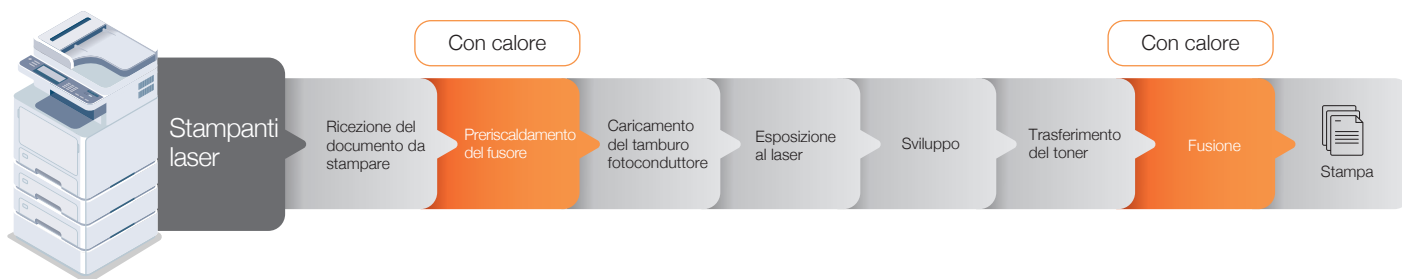 Con calore
Con calore
Stampanti
laser
Ricezione del
documento da
stampare
Preriscaldamento
del fusore
Caricamento
del tamburo
fotoconduttore
Esposizione
al laser
Sviluppo
Trasferimento
del toner
Fusione
Stampa